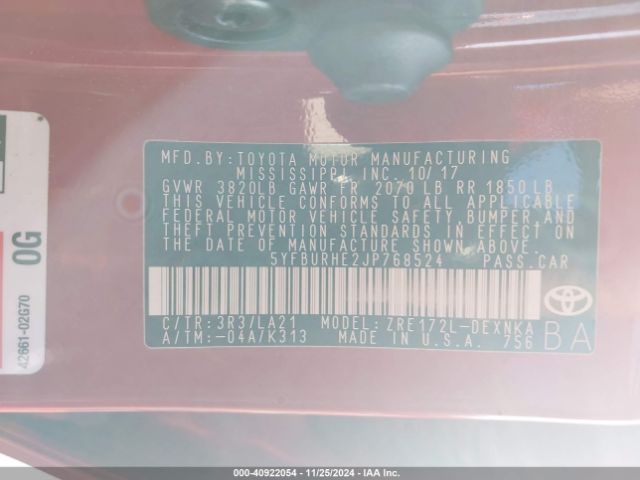 MFD. BY: TOYOTA MOTOR MANUFACTURING
MISSISSIPPI, INC. 10/17
GVWR 3820LB GAWR FR 2070 LB RR 1850 LB
THIS VEHICLE CONFORMS TO ALL APPLICABLE
FEDERAL MOTOR VEHICLE SAFETY, BUMPER AND
THEFT PREVENTION STANDARDS IN EFFECT ON
THE DATE OF MANUFACTURE SHOWN ABOVE.
5YFBURHE2JP768524 PASS. CAR
C/TR: 3R3/LA21 MODEL: ZRE172L-DEXNKA
A/TM: -04A/K313 MADE IN U.S.A. 756
BA
0G
42661-02G70
000-40922054 - 11/25/2024 - IAA Inc.